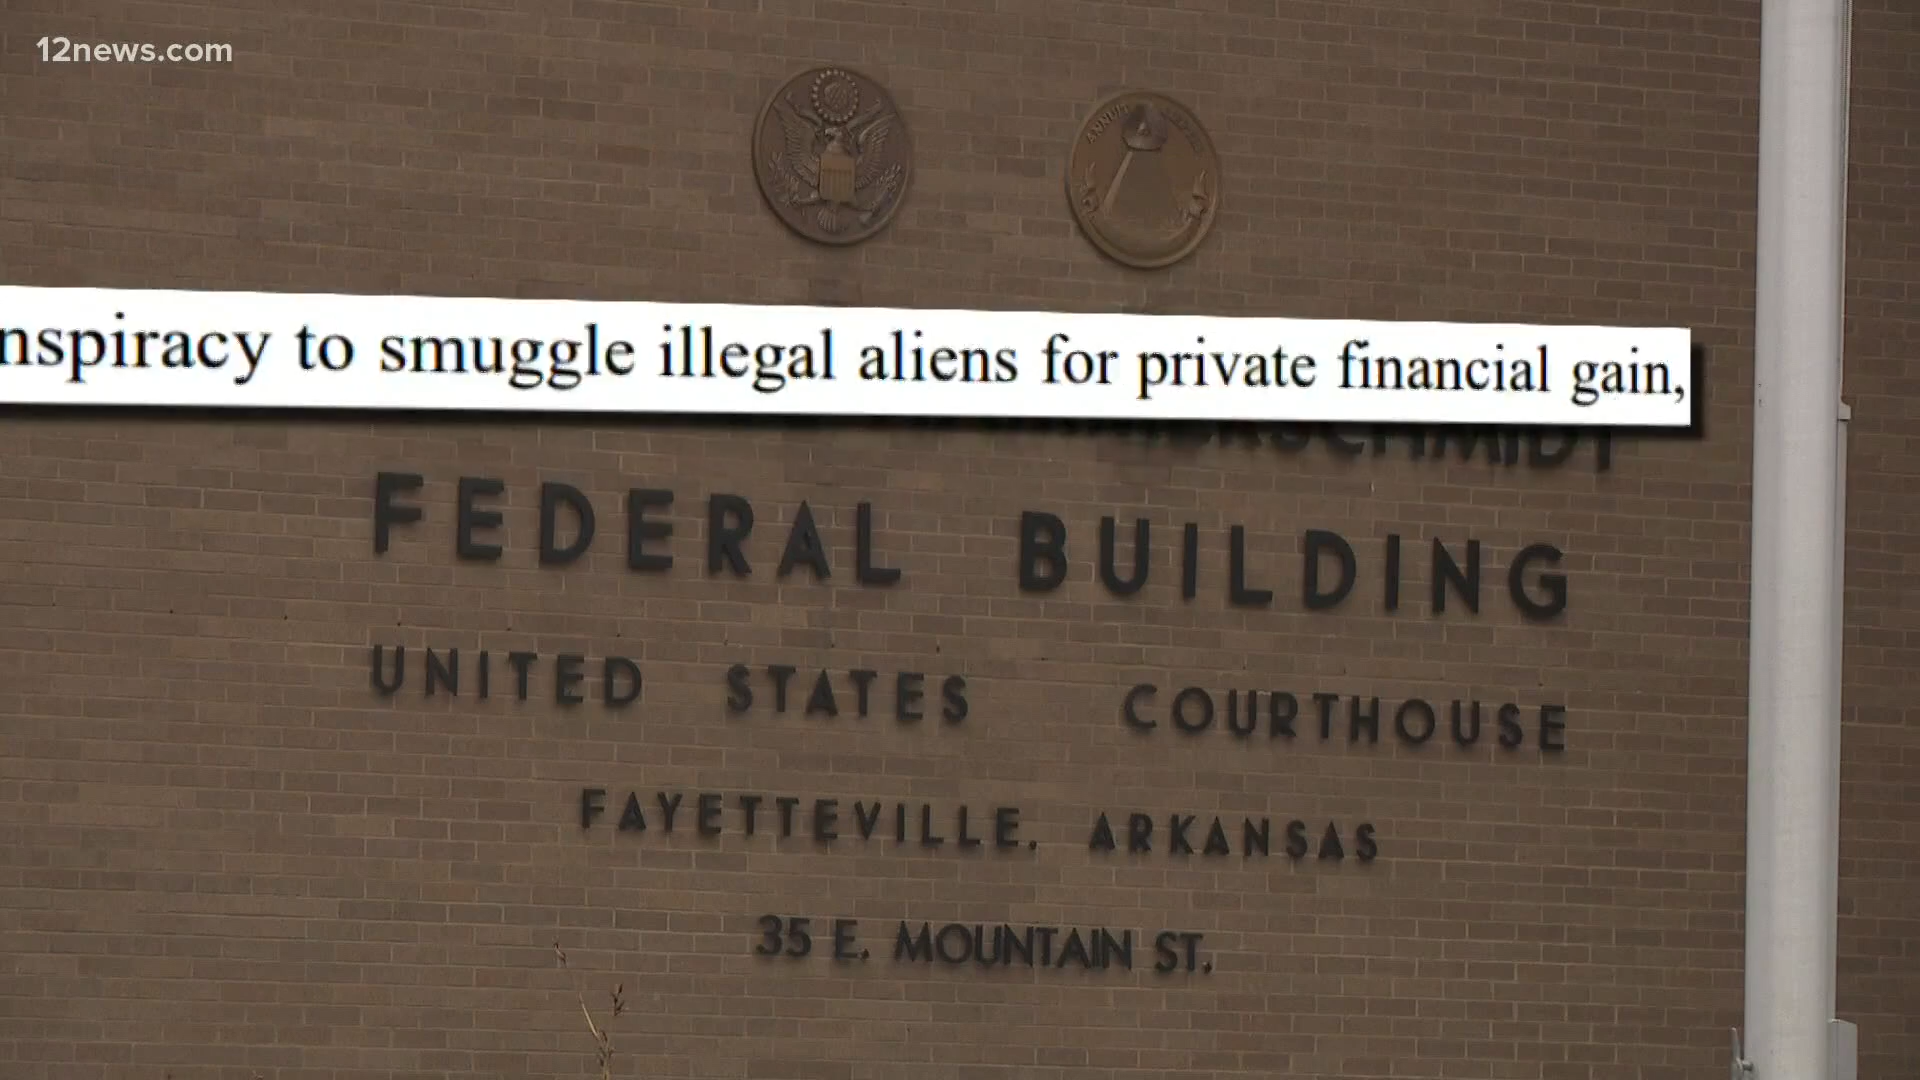 12news.com
ANNUIT
nspiracy to smuggle illegal aliens for private financial gain,
FEDERAL BUILDING
UNITED STATES COURTHOUSE
FAYETTEVILLE, ARKANSAS
35 E. MOUNTAIN ST.